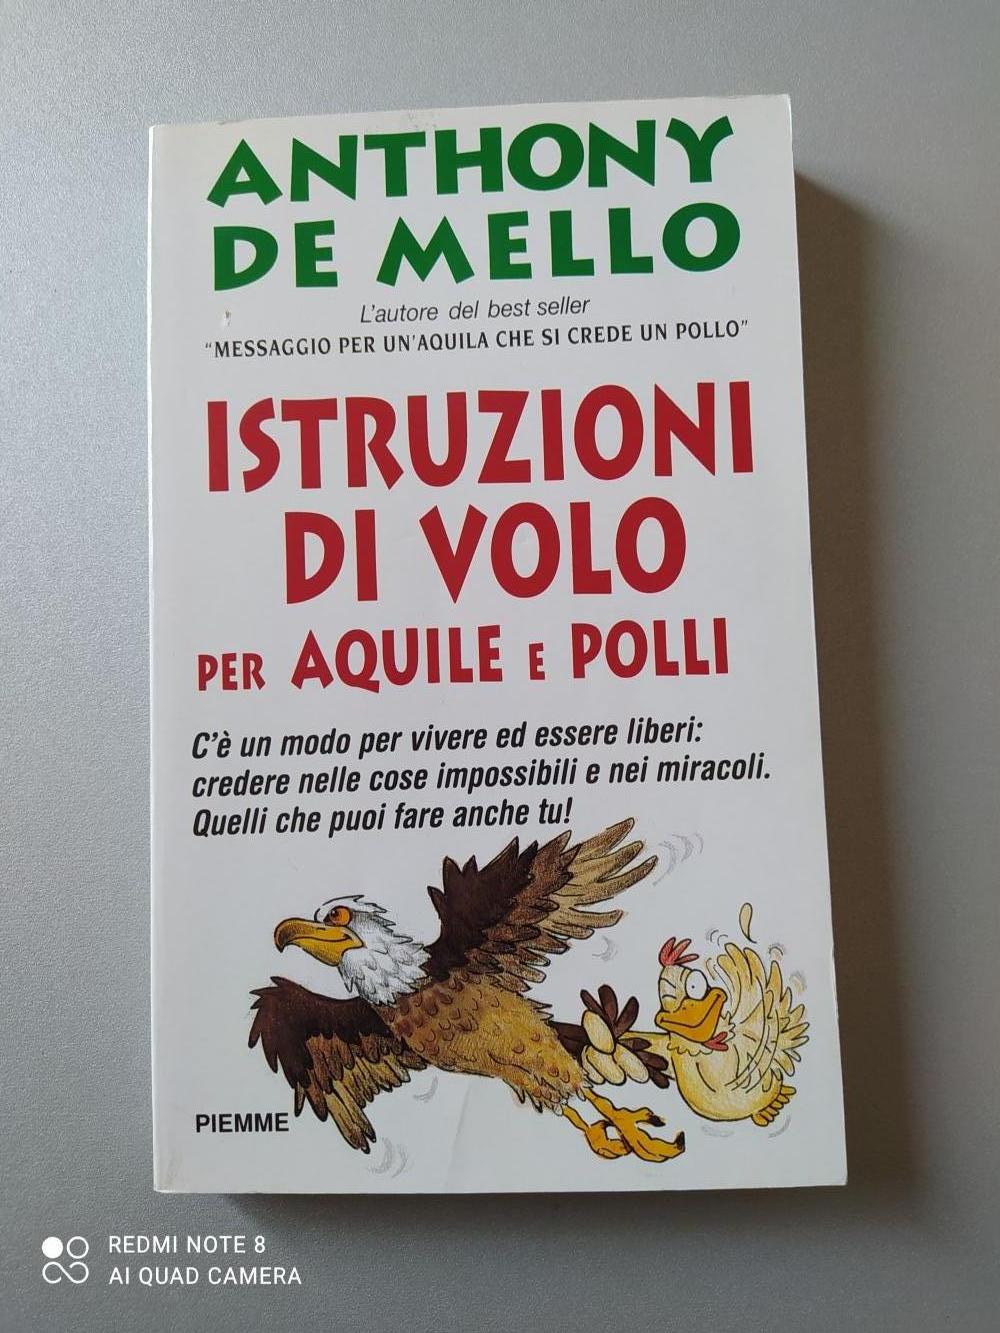 ANTHONY
DE MELLO
L'autore del best seller
"MESSAGGIO PER UN'AQUILA CHE SI CREDE UN POLLO"
ISTRUZIONI
DI VOLO
PER AQUILE E POLLI
C'è un modo per vivere ed essere liberi:
credere nelle cose impossibili e nei miracoli.
Quelli che puoi fare anche tu!
PIEMME
REDMI NOTE 8
AI QUAD CAMERA